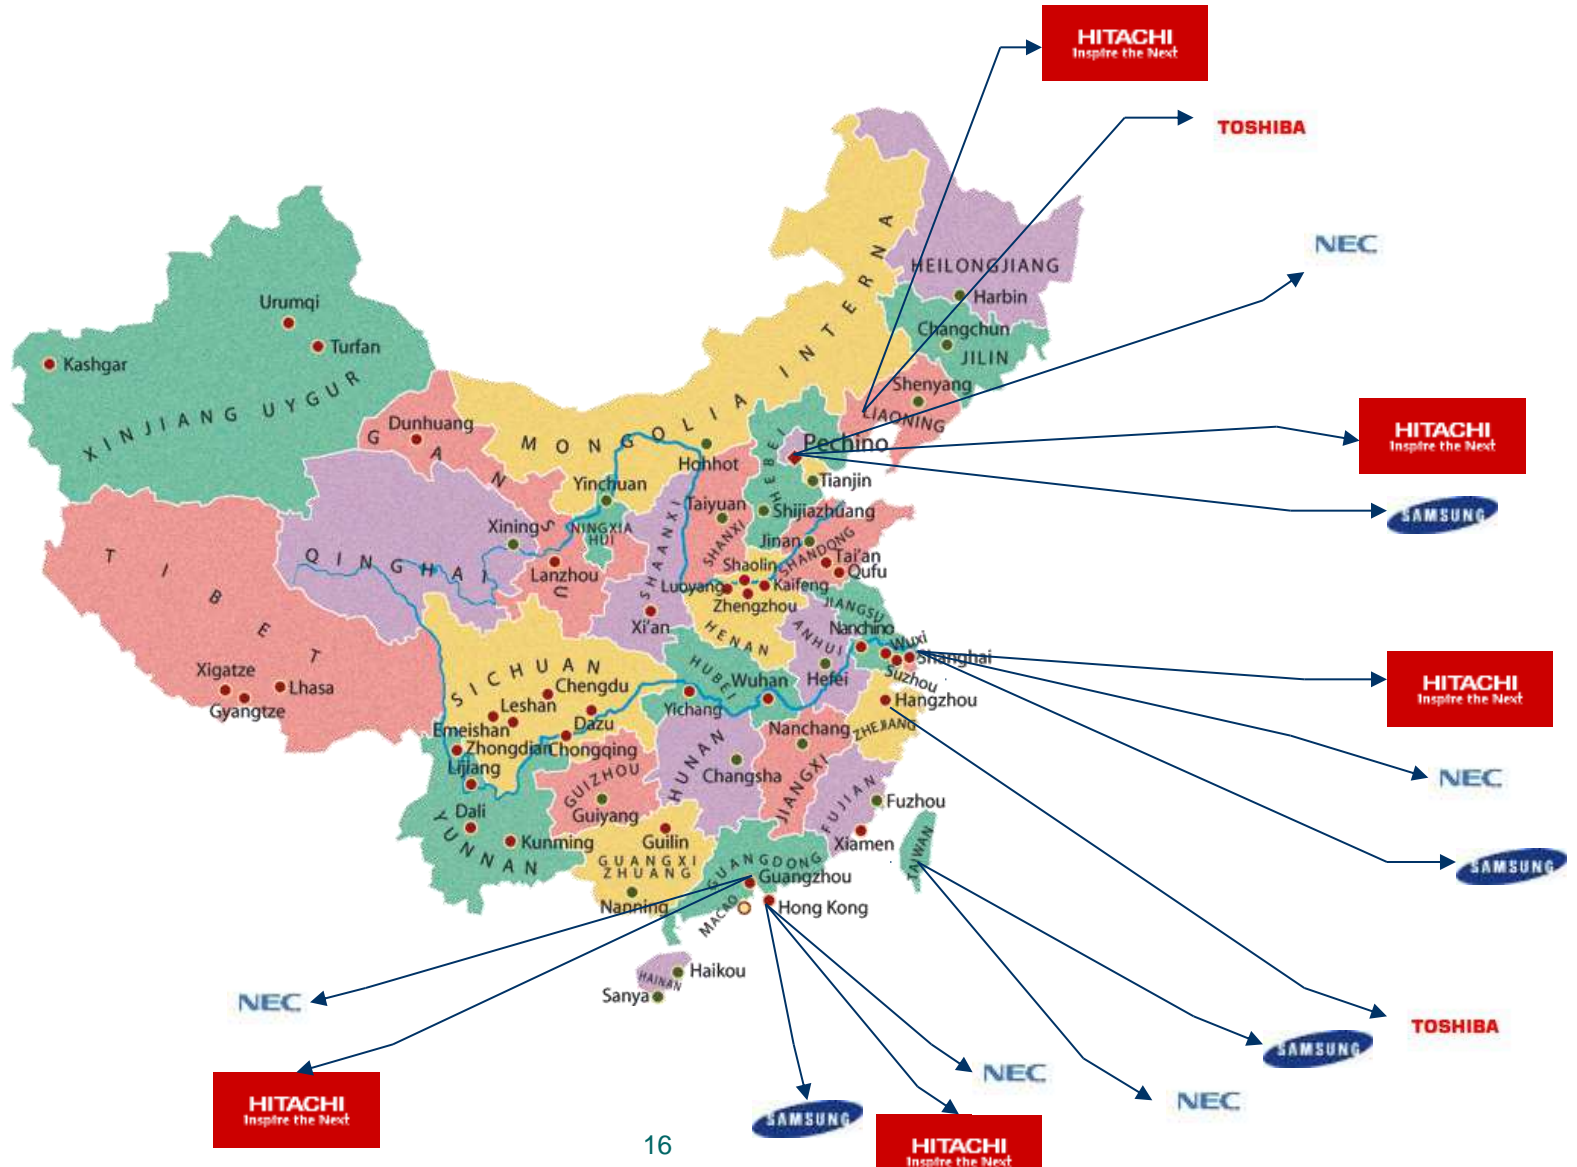 HITACHI
Inspire the Next
TOSHIBA
NEC
HEILONGJIANG
Harbin
Urumqi
Changchun
Turfan
JILIN
Kashgar
XINJIANG UYGUR
Shenyang
LIAONING
Dunhuang
GANSU
MONGOLIA INTERNA
HEBEI
Pechino
HITACHI
Inspire the Next
Hohhot
Tianjin
Yinchuan
Taiyuan
Shijiazhuang
SAMSUNG
Xining
NINGXIA
HUI
SHAANXI
SHANXI
Jinan
SHANDONG
Tai'an
Qufu
TIBET
QINGHAI
Lanzhou
Shaolin
Luoyang
Kaifeng
Zhengzhou
JIANGSU
Xi'an
HENAN
ANHUI
Nanchino
Wuxi
Shanghai
Suzhou
Xigatze
Lhasa
Gyangtze
SICHUAN
Chengdu
HUBEI
Wuhan
Hefei
Hangzhou
HITACHI
Inspire the Next
Leshan
Yichang
Emeishan
Dazu
Nanchang
ZHEJIANG
Zhongdian
Chongqing
Lijiang
GUIZHOU
HUNAN
Changsha
JIANGXI
NEC
FUJIAN
Fuzhou
Dali
Guiyang
YUNNAN
Kunming
Guilin
Xiamen
TAIWAN
SAMSUNG
GUANGXI
ZHUANG
GUANGDONG
Guangzhou
Nanning
MACAO
Hong Kong
HAINAN
Haikou
Sanya
NEC
TOSHIBA
SAMSUNG
NEC
NEC
HITACHI
Inspire the Next
SAMSUNG
HITACHI
Inspire the Next
16